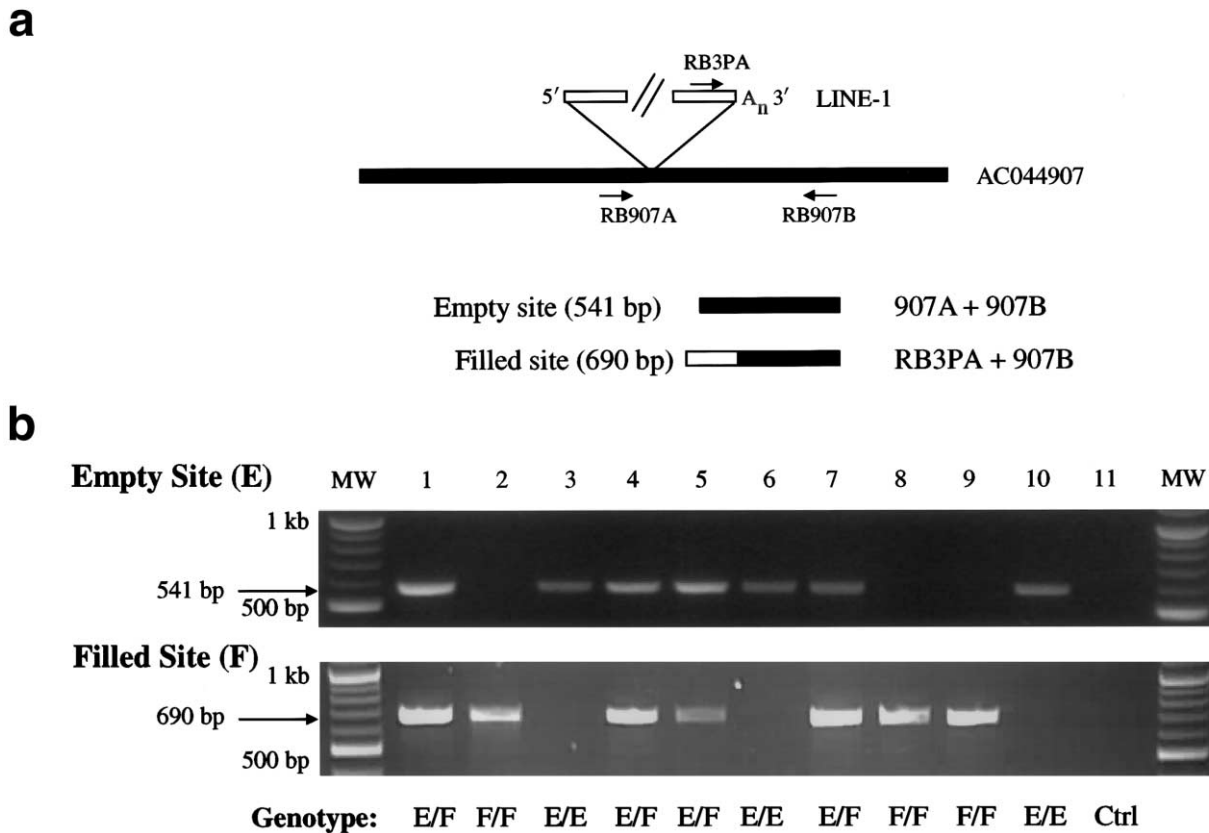 a
RB3PA
5′ Aₙ 3′ LINE-1
AC044907
RB907A RB907B
Empty site (541 bp) 907A + 907B
Filled site (690 bp) RB3PA + 907B
b
Empty Site (E) MW 1 2 3 4 5 6 7 8 9 10 11 MW
1 kb
541 bp
500 bp
Filled Site (F)
1 kb
690 bp
500 bp
Genotype: E/F F/F E/E E/F E/F E/E E/F F/F F/F E/E Ctrl